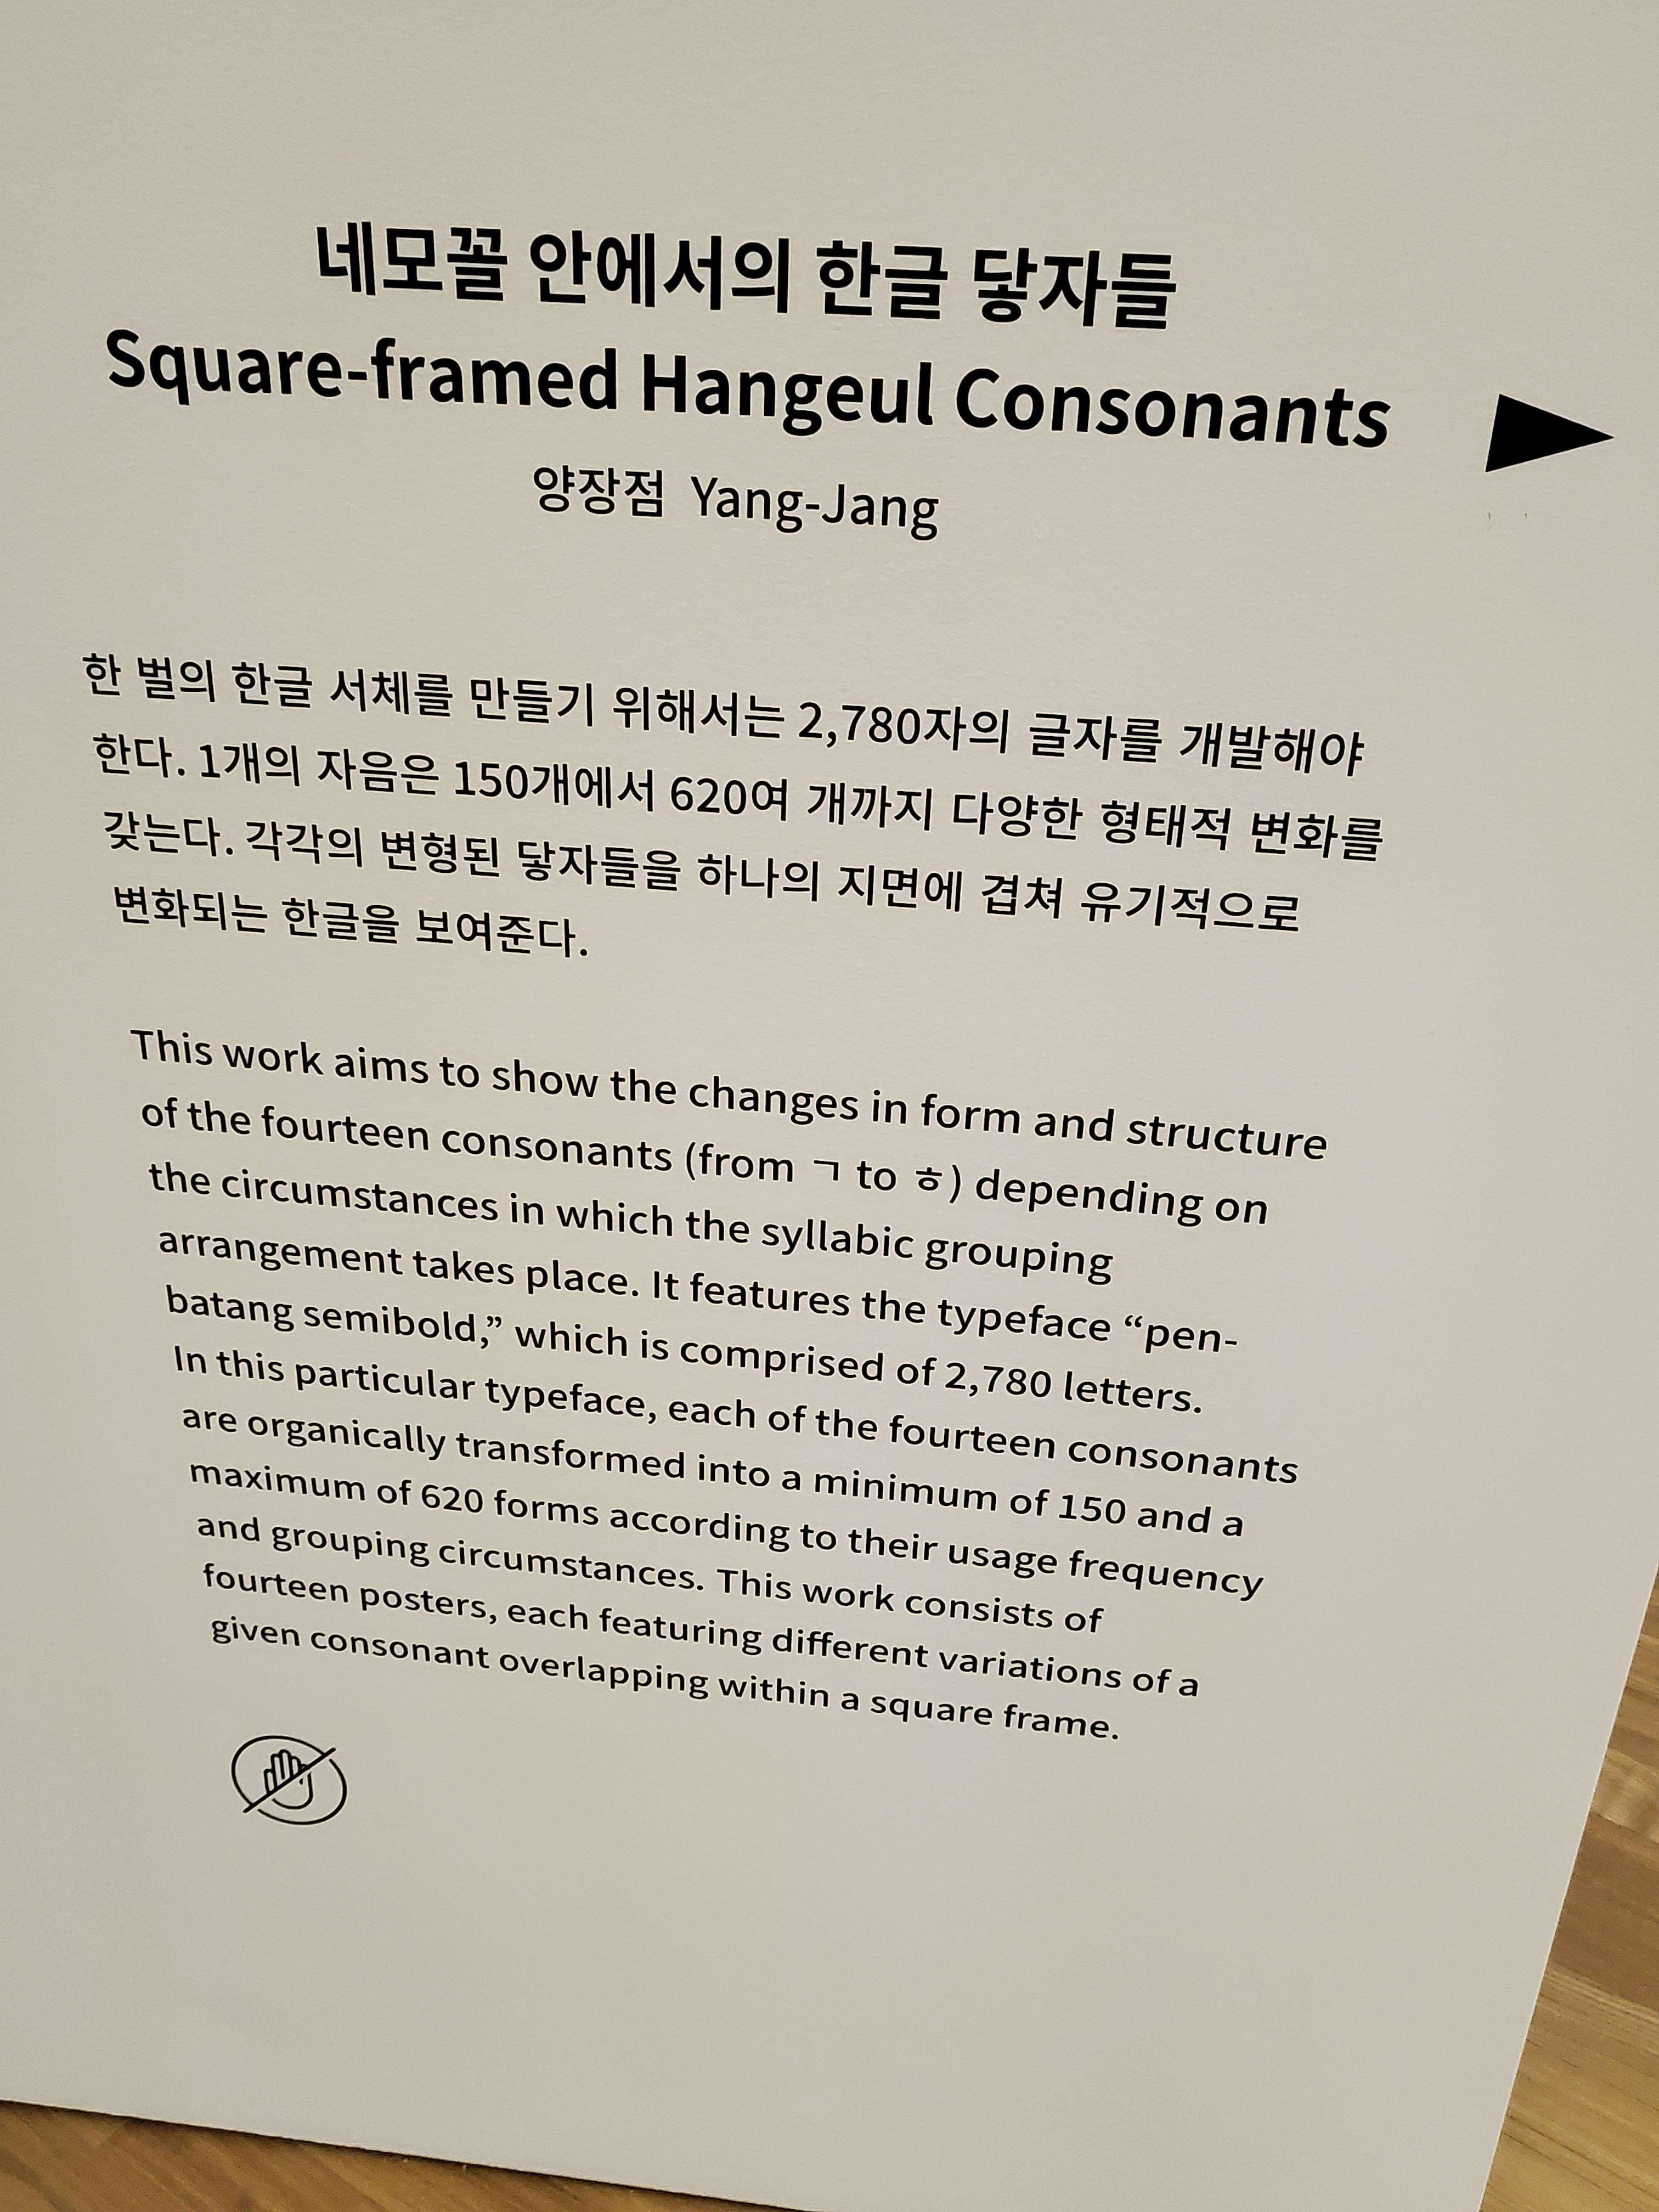 네모꼴 안에서의 한글 닿자들
Square-framed Hangeul Consonants
양장점 Yang-Jang
한 벌의 한글 서체를 만들기 위해서는 2,780자의 글자를 개발해야
한다. 1개의 자음은 150개에서 620여 개까지 다양한 형태적 변화를
갖는다. 각각의 변형된 닿자들을 하나의 지면에 겹쳐 유기적으로
변화되는 한글을 보여준다.
This work aims to show the changes in form and structure
of the fourteen consonants (from ㄱ to ㅎ) depending on
the circumstances in which the syllabic grouping
arrangement takes place. It features the typeface “pen-
batang semibold,” which is comprised of 2,780 letters.
In this particular typeface, each of the fourteen consonants
are organically transformed into a minimum of 150 and a
maximum of 620 forms according to their usage frequency
and grouping circumstances. This work consists of
fourteen posters, each featuring different variations of a
given consonant overlapping within a square frame.